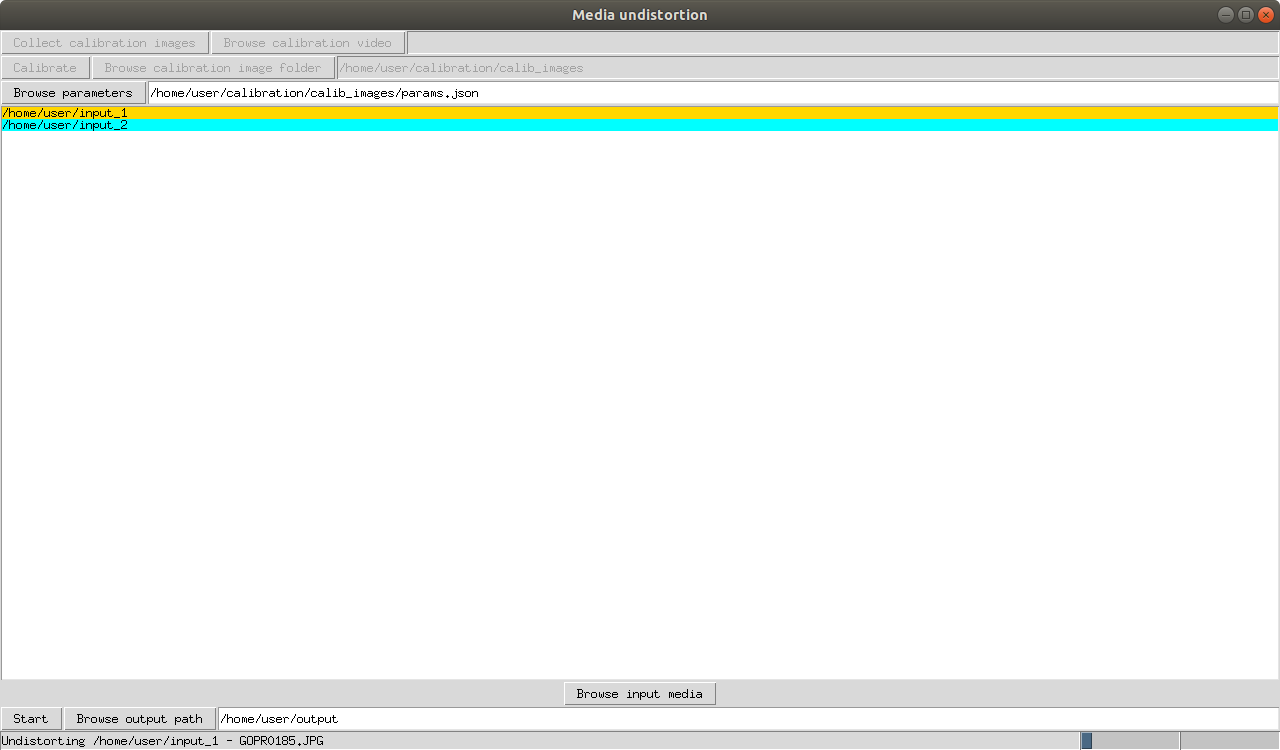 Media undistortion
Collect calibration images Browse calibration video
Calibrate Browse calibration image folder /home/user/calibration/calib_images
Browse parameters /home/user/calibration/calib_images/params.json
/home/user/input_1
/home/user/input_2
Browse input media
Start Browse output path /home/user/output
Undistorting /home/user/input_1 - GOPR0185.JPG